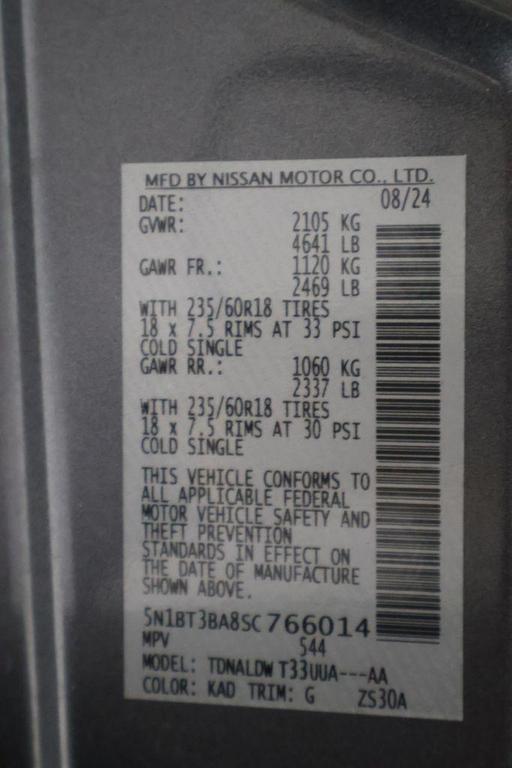 MFD BY NISSAN MOTOR CO., LTD.
DATE: 08/24
GVWR: 2105 KG
4641 LB
GAWR FR.: 1120 KG
2469 LB
WITH 235/60R18 TIRES
18 x 7.5 RIMS AT 33 PSI
COLD SINGLE
GAWR RR.: 1060 KG
2337 LB
WITH 235/60R18 TIRES
18 x 7.5 RIMS AT 30 PSI
COLD SINGLE
THIS VEHICLE CONFORMS TO
ALL APPLICABLE FEDERAL
MOTOR VEHICLE SAFETY AND
THEFT PREVENTION
STANDARDS IN EFFECT ON
THE DATE OF MANUFACTURE
SHOWN ABOVE.
5N1BT3BA8SC766014
MPV 544
MODEL: TDNALDW T33UUA---AA
COLOR: KAD TRIM: G ZS30A